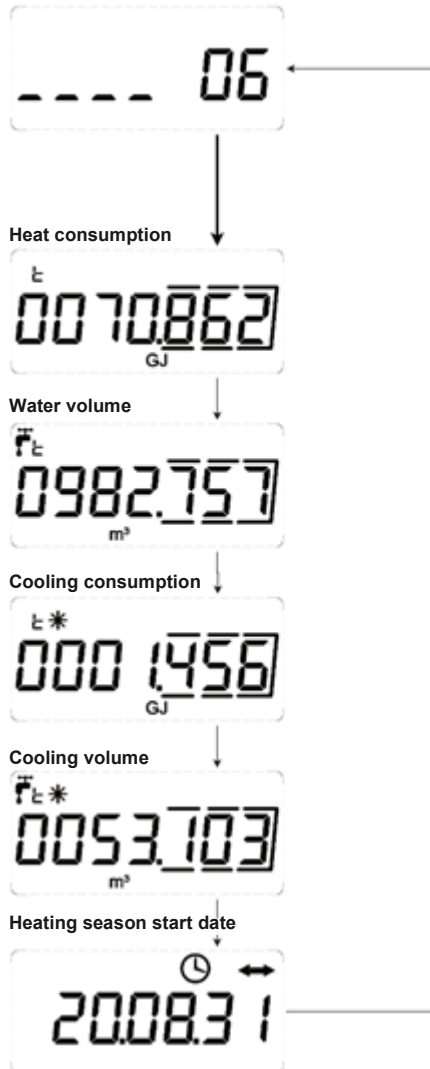 _ _ _ _ 06
Heat consumption
0070.862
GJ
Water volume
0982.757
m³
Cooling consumption
0001.456
GJ
Cooling volume
0053.103
m³
Heating season start date
20.08.31